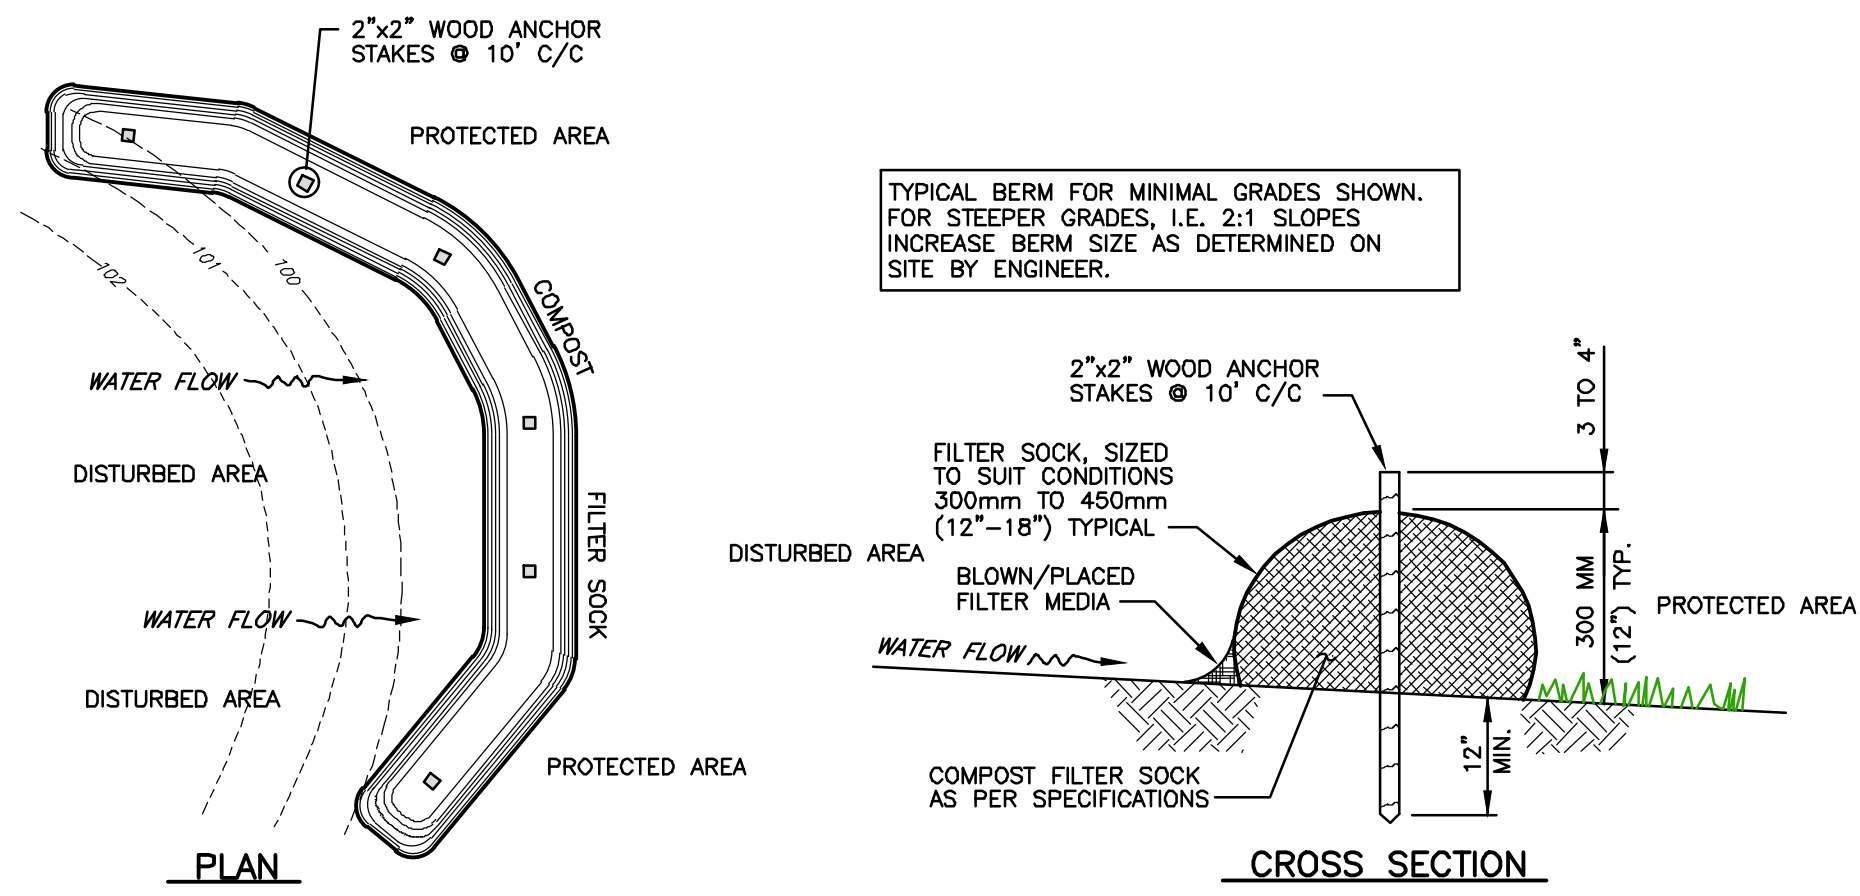 2"x2" WOOD ANCHOR
STAKES @ 10' C/C
PROTECTED AREA
102
101
100
COMPOST
WATER FLOW
DISTURBED AREA
FILTER SOCK
WATER FLOW
DISTURBED AREA
PROTECTED AREA
PLAN
TYPICAL BERM FOR MINIMAL GRADES SHOWN.
FOR STEEPER GRADES, I.E. 2:1 SLOPES
INCREASE BERM SIZE AS DETERMINED ON
SITE BY ENGINEER.
2"x2" WOOD ANCHOR
STAKES @ 10' C/C
3 TO 4"
FILTER SOCK, SIZED
TO SUIT CONDITIONS
300mm TO 450mm
(12"-18") TYPICAL
DISTURBED AREA
BLOWN/PLACED
FILTER MEDIA
300 MM
(12") TYP.
PROTECTED AREA
WATER FLOW
12"
MIN.
COMPOST FILTER SOCK
AS PER SPECIFICATIONS
CROSS SECTION